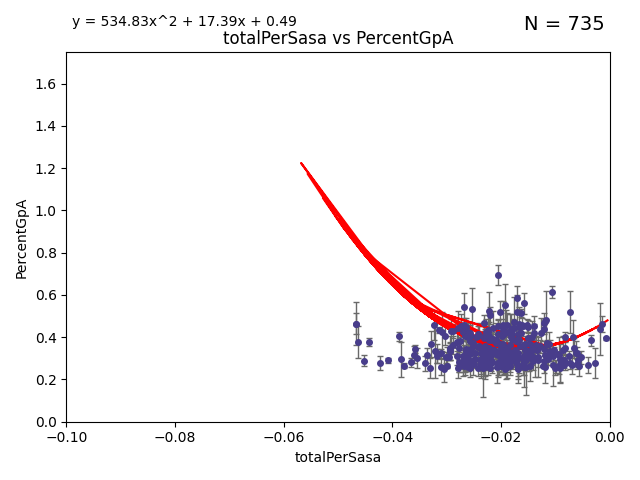 y = 534.83x^2 + 17.39x + 0.49
N = 735
totalPerSasa vs PercentGpA
1.6
1.4
1.2
1.0
0.8
0.6
0.4
0.2
0.0
PercentGpA
−0.10 −0.08 −0.06 −0.04 −0.02 0.00
totalPerSasa